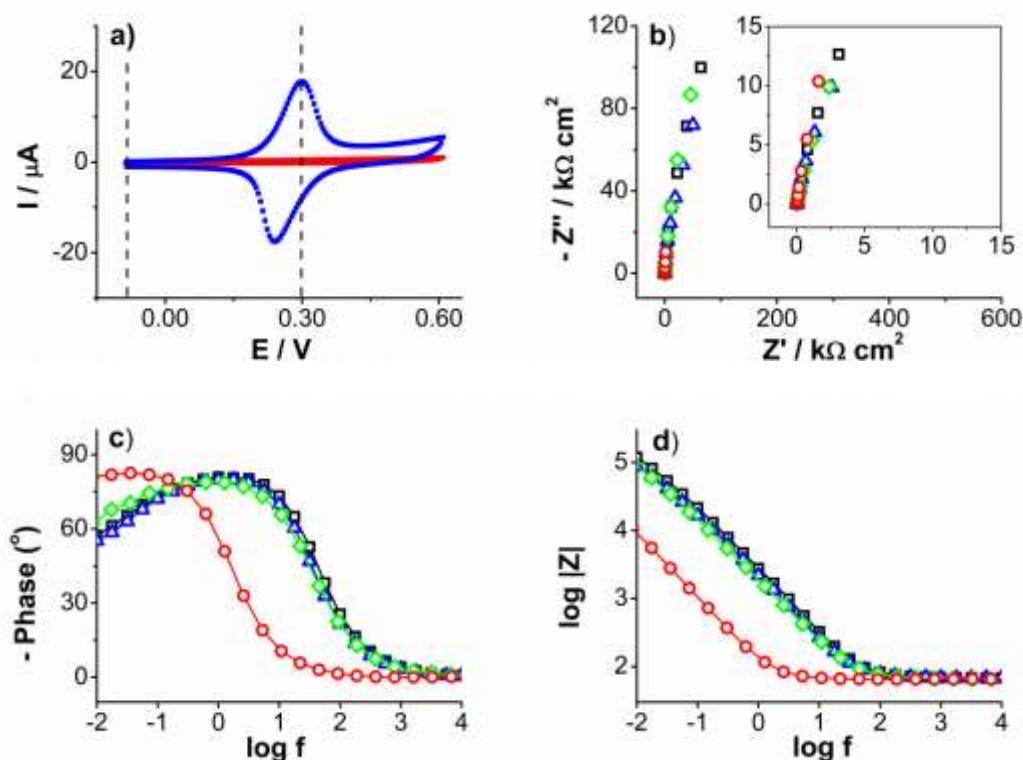 a)
20
0
-20
I / μA
0.00 0.30 0.60
E / V
b)
120
80
40
0
- Z'' / kΩ cm²
0 200 400 600
Z' / kΩ cm²
15
10
5
0
0 5 10 15
c)
90
60
30
0
- Phase (°)
-2 -1 0 1 2 3 4
log f
d)
5
4
3
2
log |Z|
-2 -1 0 1 2 3 4
log f